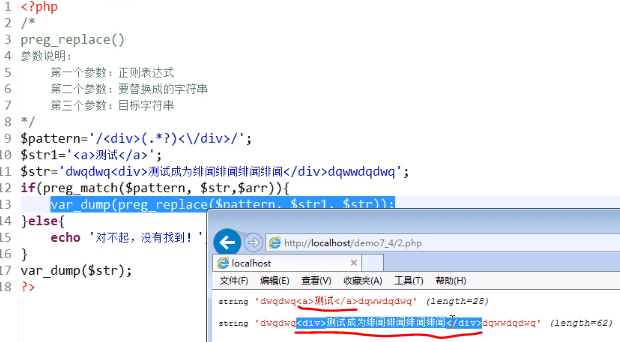 1 <?php
2 /*
3 preg_replace()
4 参数说明:
5 第一个参数: 正则表达式
6 第二个参数: 要替换成的字符串
7 第三个参数: 目标字符串
8 */
9 $pattern='/<div>(.*?)<\/div>/';
10 $str1='<a>测试</a>';
11 $str='dwqdwq<div>测试成为绯闻绯闻绯闻绯闻</div>dqwwdqdwq';
12 if(preg_match($pattern, $str,$arr)){
13 var_dump(preg_replace($pattern, $str1, $str));
14 }else{
15 echo '对不起，没有找到！'
16 }
17 var_dump($str);
18 ?>
http://localhost/demo7_4/2.php
localhost
文件(F) 编辑(E) 查看(V) 收藏夹(A) 工具(T) 帮助(H)
string 'dwqdwq<a>测试</a>dqwwdqdwq' (length=28)
string 'dwqdwq<div>测试成为绯闻绯闻绯闻绯闻</div>dqwwdqdwq' (length=62)